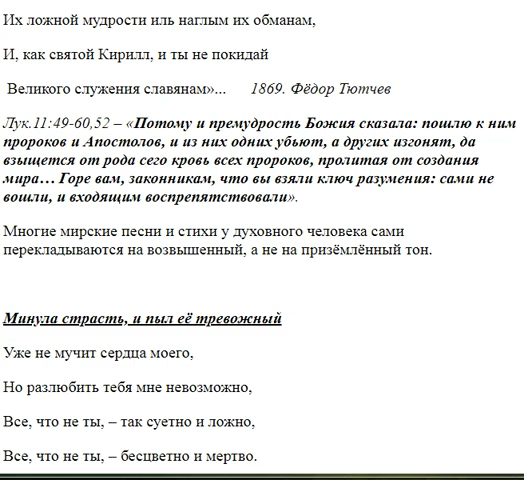 Их ложной мудрости иль наглым их обманам,
И, как святой Кирилл, и ты не покидай
Великого служения славянам»... 1869. Фёдор Тютчев
Лук.11:49-60,52 – «Потому и премудрость Божия сказала: пошлю к ним
пророков и Апостолов, и из них одних убьют, а других изгонят, да
взыщется от рода сего кровь всех пророков, пролитая от создания
мира… Горе вам, законникам, что вы взяли ключ разумения: сами не
вошли, и входящим воспрепятствовали».
Многие мирские песни и стихи у духовного человека сами
перекладываются на возвышенный, а не на призёмлённый тон.
Минула страсть, и пыл её тревожный
Уже не мучит сердца моего,
Но разлюбить тебя мне невозможно,
Все, что не ты, – так суетно и ложно,
Все, что не ты, – бесцветно и мертво.